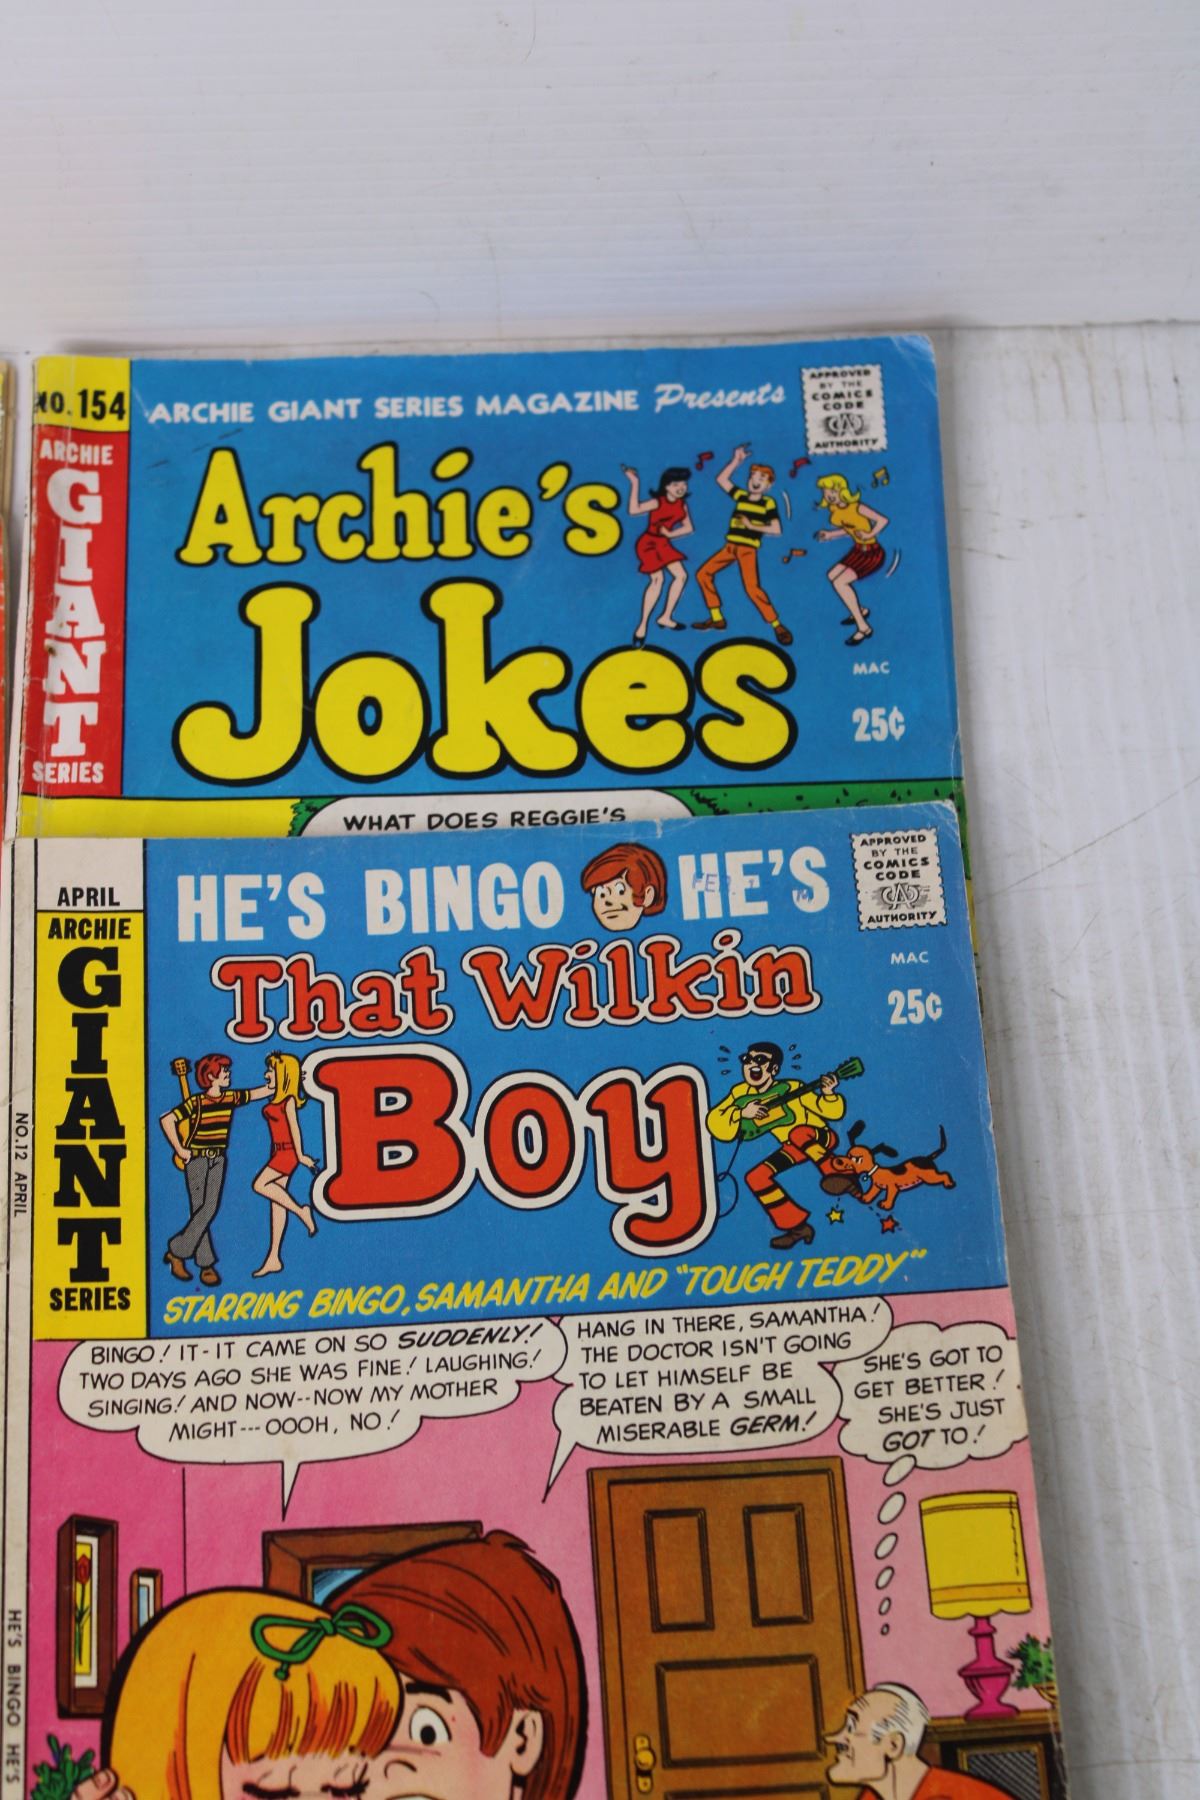 NO. 154
ARCHIE
GIANT
SERIES
ARCHIE GIANT SERIES MAGAZINE Presents
APPROVED
BY THE
COMICS
CODE
CA
AUTHORITY
Archie's
Jokes
MAC
25¢
WHAT DOES REGGIE'S
APRIL
ARCHIE
GIANT
SERIES
HE'S BINGO HE'S
That Wilkin
Boy
APPROVED
BY THE
COMICS
CODE
CA
AUTHORITY
MAC
25¢
STARRING BINGO, SAMANTHA AND "TOUGH TEDDY"
BINGO! IT-IT CAME ON SO SUDDENLY!
TWO DAYS AGO SHE WAS FINE! LAUGHING!
SINGING! AND NOW--NOW MY MOTHER
MIGHT---OOOH, NO!
HANG IN THERE, SAMANTHA!
THE DOCTOR ISN'T GOING
TO LET HIMSELF BE
BEATEN BY A SMALL
MISERABLE GERM!
SHE'S GOT TO
GET BETTER!
SHE'S JUST
GOT TO!
NO.12 APRIL
HE'S BINGO HE'S